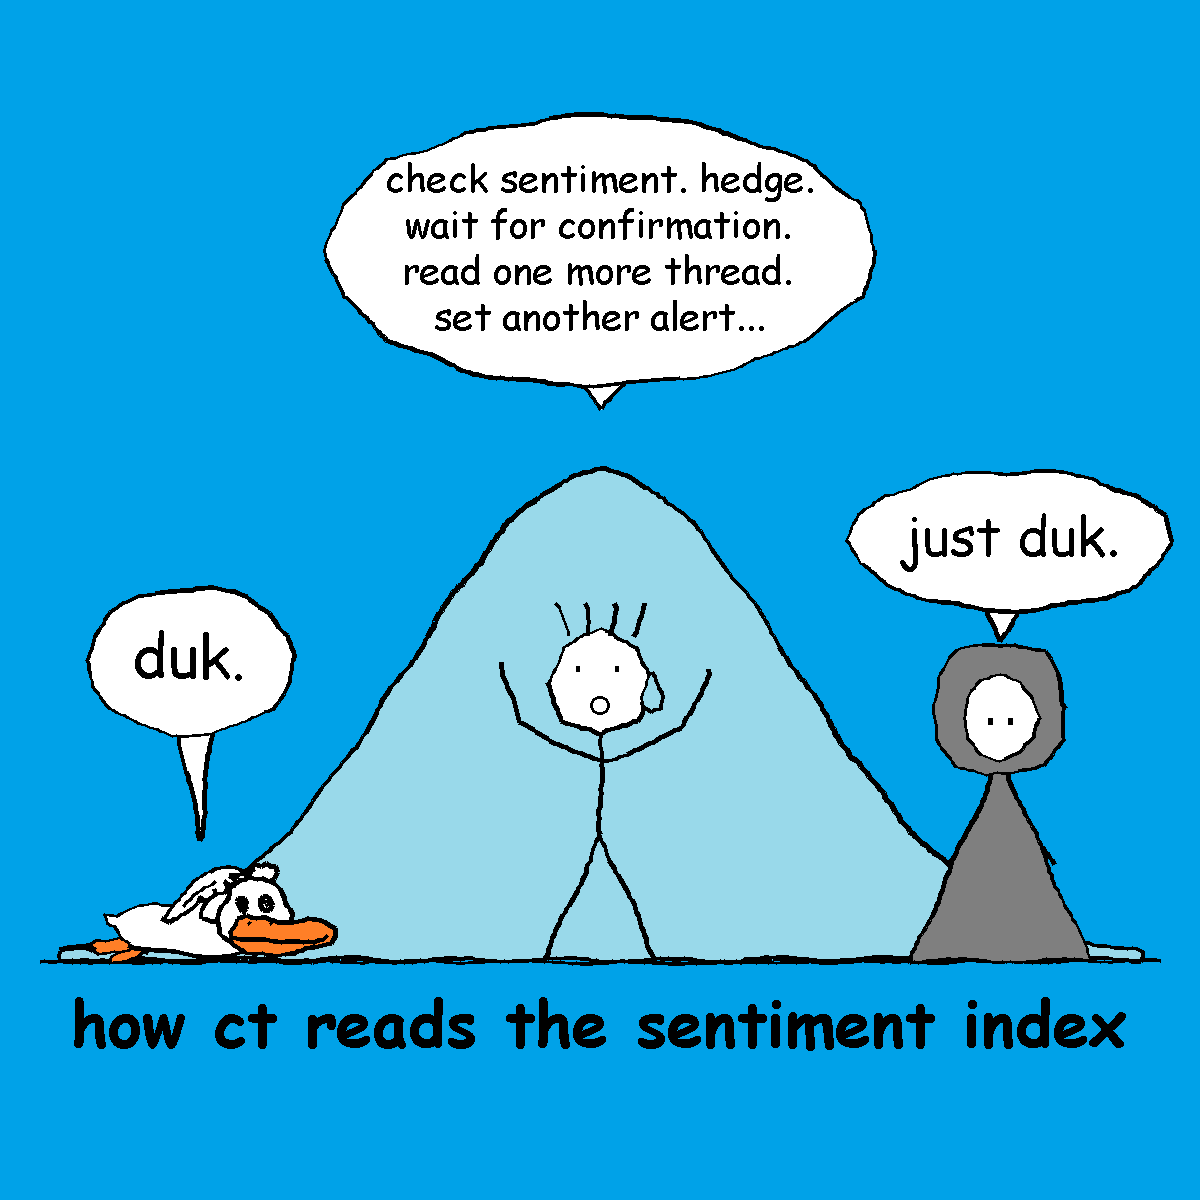 check sentiment. hedge.
wait for confirmation.
read one more thread.
set another alert...
just duk.
duk.
how ct reads the sentiment index